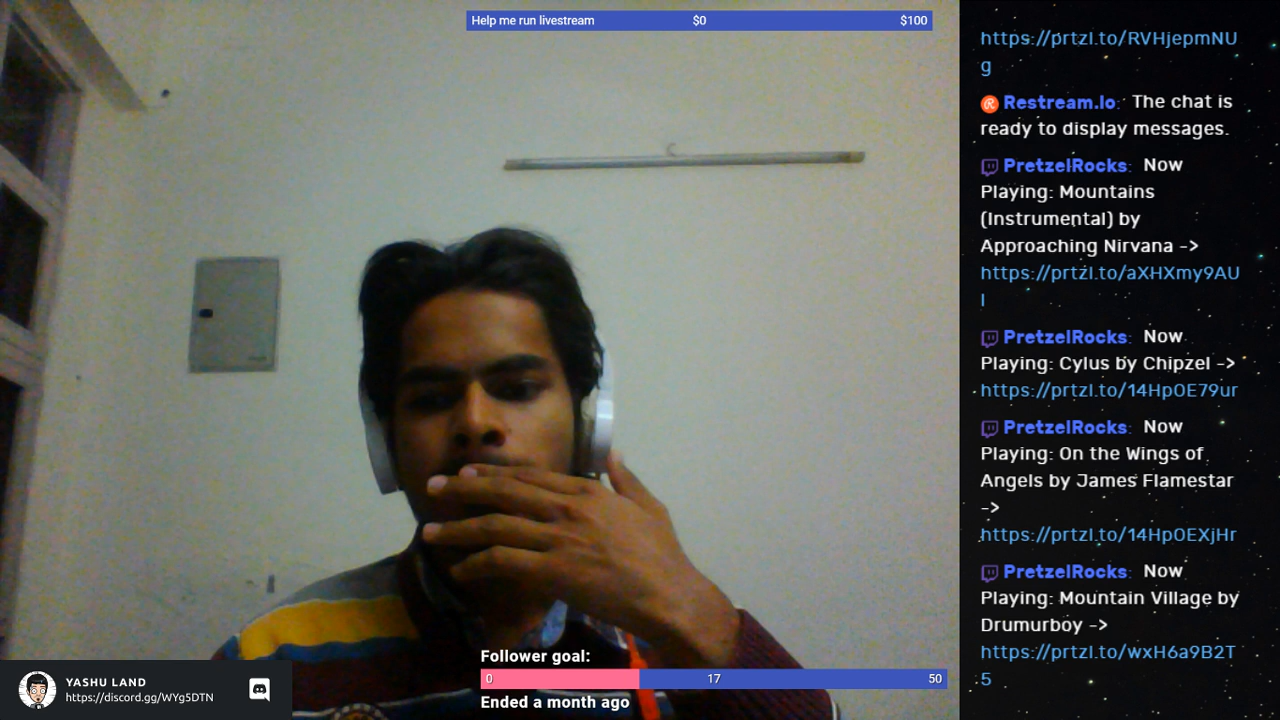 Help me run livestream $0 $100
https://prtzl.to/RVHjepmNU
g
Restream.io: The chat is
ready to display messages.
PretzelRocks: Now
Playing: Mountains
(Instrumental) by
Approaching Nirvana ->
https://prtzl.to/aXHXmy9AU
l
PretzelRocks: Now
Playing: Cylus by Chipzel ->
https://prtzl.to/14HpOE79ur
PretzelRocks: Now
Playing: On the Wings of
Angels by James Flamestar
->
https://prtzl.to/14HpOEXjHr
PretzelRocks: Now
Playing: Mountain Village by
Drumurboy ->
https://prtzl.to/wxH6a9B2T
5
Follower goal:
0 17 50
Ended a month ago
YASHU LAND
https://discord.gg/WYg5DTN